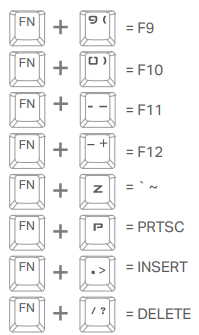 FN + 9 ( = F9
FN + 0 ) = F10
FN + - - = F11
FN + - + = F12
FN + Z = ` ~
FN + P = PRTSC
FN + . > = INSERT
FN + / ? = DELETE